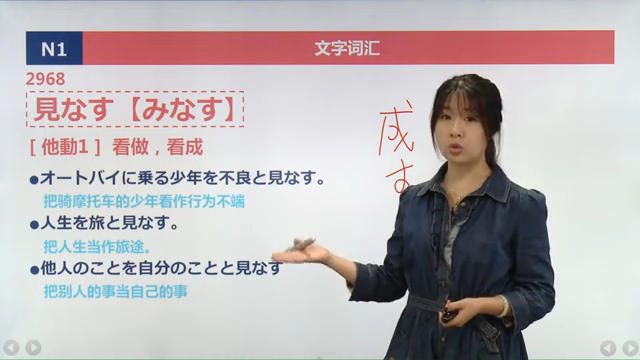 N1
文字词汇
2968
見なす【みなす】
[ 他動1 ] 看做，看成
●オートバイに乗る少年を不良と見なす。
把骑摩托车的少年看作行为不端
●人生を旅と見なす。
把人生当作旅途。
●他人のことを自分のことと見なす
把别人的事当自己的事
成
す